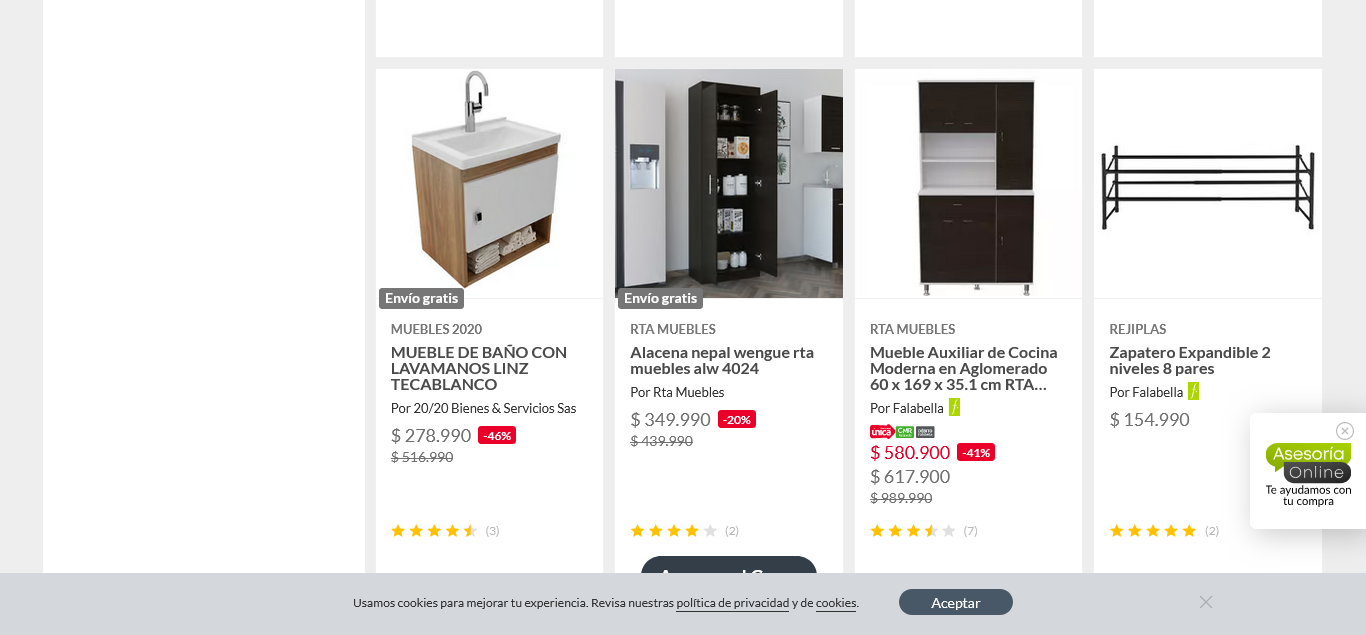 Envío gratis
MUEBLES 2020
MUEBLE DE BAÑO CON
LAVAMANOS LINZ
TECABLANCO
Por 20/20 Bienes & Servicios Sas
$ 278.990 -46%
$ 516.990
(3)
Envío gratis
RTA MUEBLES
Alacena nepal wengue rta
muebles alw 4024
Por Rta Muebles
$ 349.990 -20%
$ 439.990
(2)
RTA MUEBLES
Mueble Auxiliar de Cocina
Moderna en Aglomerado
60 x 169 x 35.1 cm RTA...
Por Falabella
única CMR
$ 580.900 -41%
$ 617.900
$ 989.990
(7)
REJIPLAS
Zapatero Expandible 2
niveles 8 pares
Por Falabella
$ 154.990
(2)
Asesoría
Online
Te ayudamos con
tu compra
Usamos cookies para mejorar tu experiencia. Revisa nuestras política de privacidad y de cookies.
Aceptar